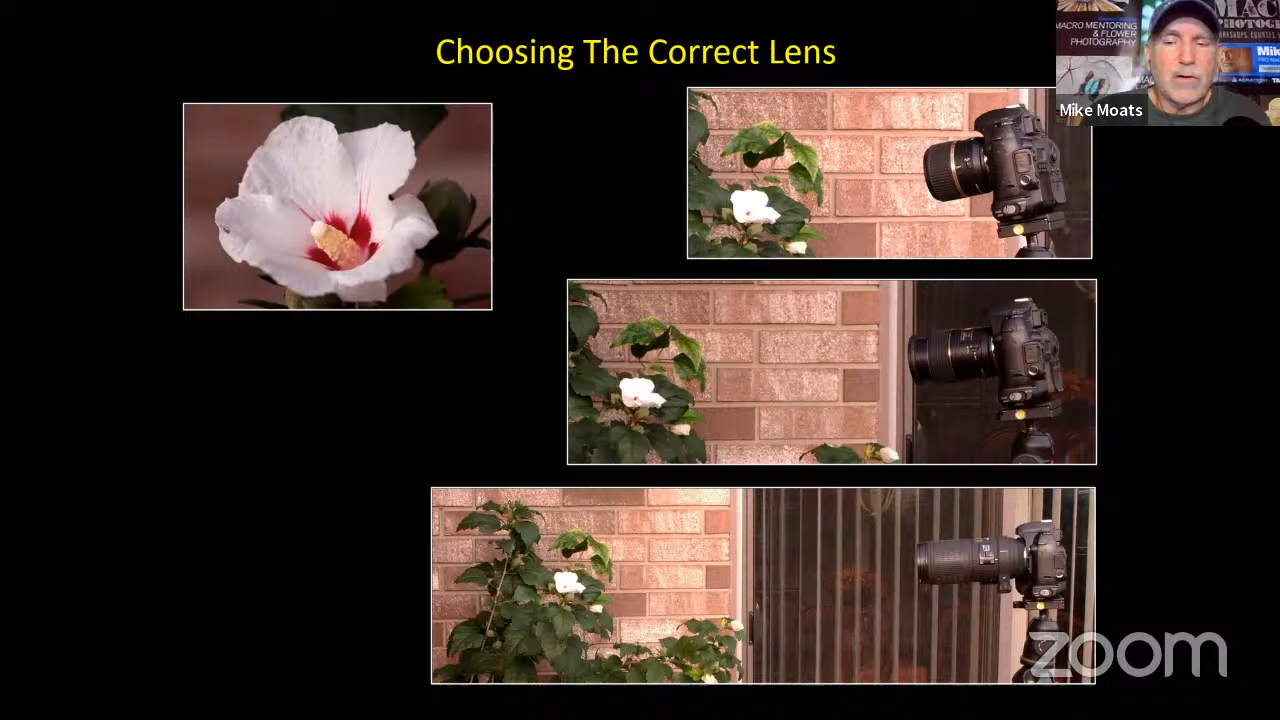 Choosing The Correct Lens
MACRO MENTORING
& FLOWER
PHOTOGRAPHY
Mike Moats
zoom